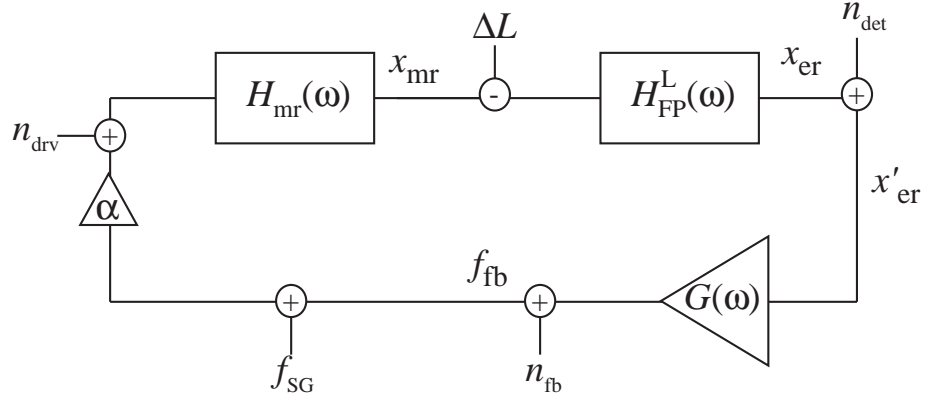 ΔL
n_det
x_mr
x_er
H_mr(ω)
-
H^L_FP(ω)
+
n_drv
+
x'_er
α
f_fb
G(ω)
+
+
f_SG
n_fb